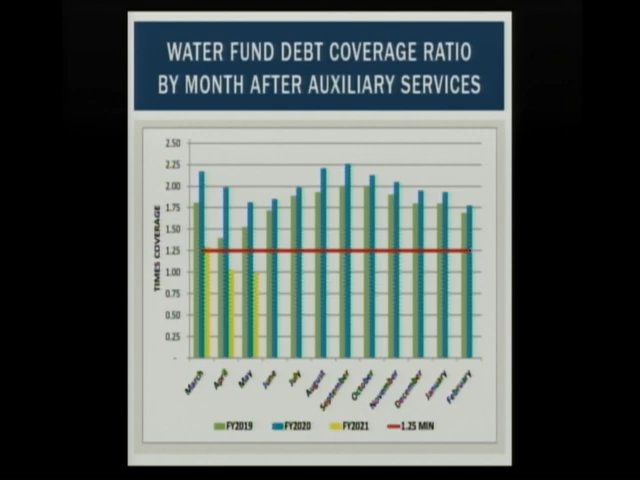 WATER FUND DEBT COVERAGE RATIO
BY MONTH AFTER AUXILIARY SERVICES
TIMES COVERAGE
2.50
2.25
2.00
1.75
1.50
1.25
1.00
0.75
0.50
0.25
-
March
April
May
June
July
August
September
October
November
December
January
February
FY2019
FY2020
FY2021
1.25 MIN